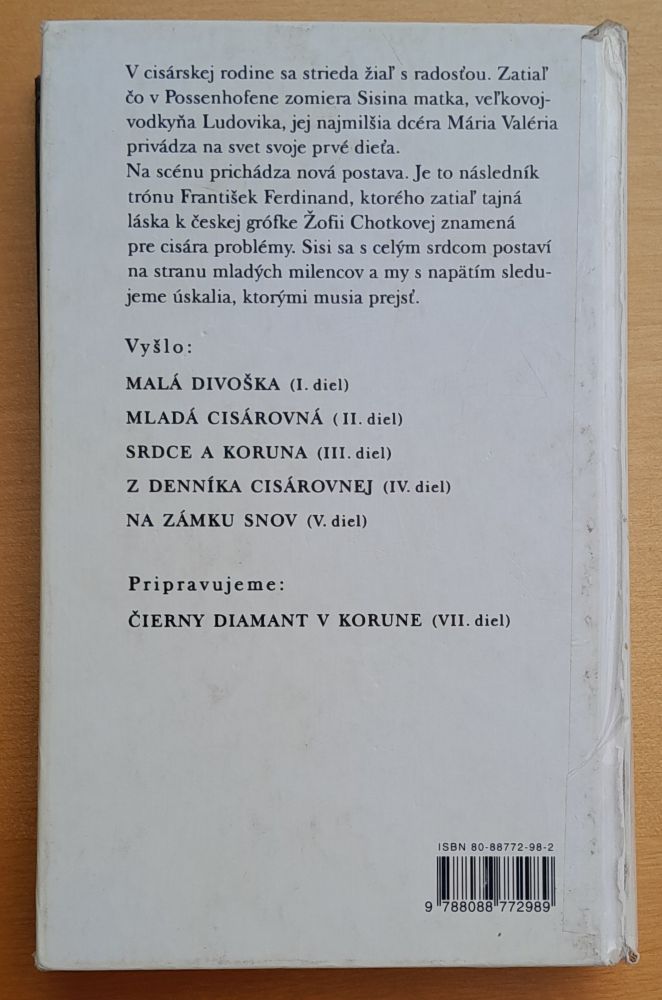 V cisárskej rodine sa strieda žiaľ s radosťou. Zatiaľ
čo v Possenhofene zomiera Sisina matka, veľkovoj-
vodkyňa Ludovika, jej najmilšia dcéra Mária Valéria
privádza na svet svoje prvé dieťa.
Na scénu prichádza nová postava. Je to následník
trónu František Ferdinand, ktorého zatiaľ tajná
láska k českej grófke Žofii Chotkovej znamená
pre cisára problémy. Sisi sa s celým srdcom postaví
na stranu mladých milencov a my s napätím sledu-
jeme úskalia, ktorými musia prejsť.
Vyšlo:
MALÁ DIVOŠKA (I. diel)
MLADÁ CISÁROVNÁ ( II. diel)
SRDCE A KORUNA (III. diel)
Z DENNÍKA CISÁROVNEJ (IV. diel)
NA ZÁMKU SNOV (V. diel)
Pripravujeme:
ČIERNY DIAMANT V KORUNE (VII. diel)
ISBN 80-88772-98-2
9 788088 772989